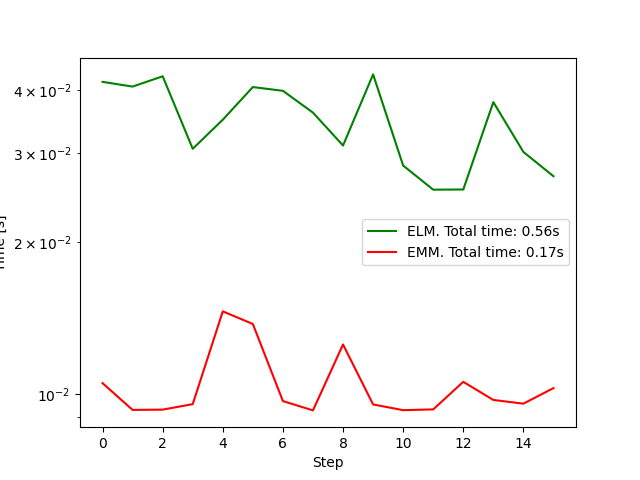 4 × 10⁻²
3 × 10⁻²
2 × 10⁻²
10⁻²
Time [s]
ELM. Total time: 0.56s
EMM. Total time: 0.17s
0 2 4 6 8 10 12 14
Step